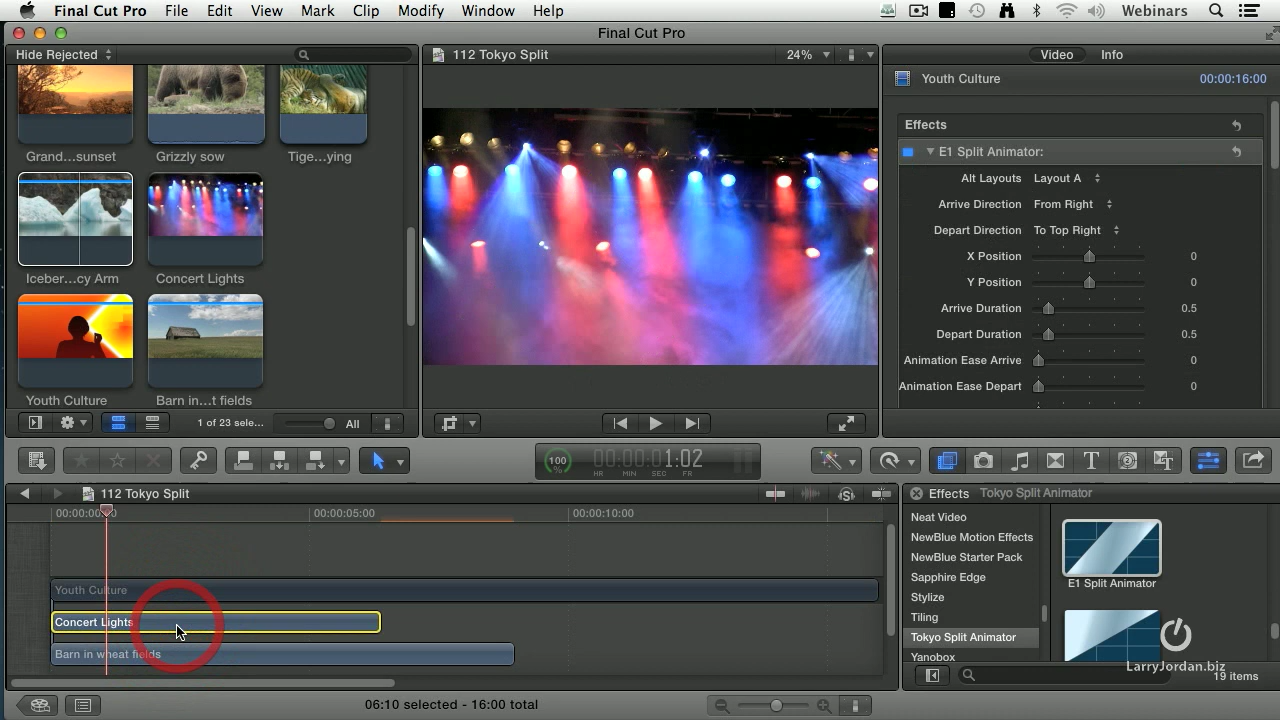 Final Cut Pro File Edit View Mark Clip Modify Window Help Webinars
Final Cut Pro
Hide Rejected
112 Tokyo Split 24%
Video Info
Youth Culture 00:00:16:00
Grand...sunset Grizzly sow Tige...ying
Effects
E1 Split Animator:
Alt Layouts Layout A
Arrive Direction From Right
Depart Direction To Top Right
X Position 0
Y Position 0
Arrive Duration 0.5
Depart Duration 0.5
Animation Ease Arrive 0
Animation Ease Depart 0
Iceber...cy Arm Concert Lights
Youth Culture Barn in...t fields
1 of 23 sele... All
100 % 00:00:01:02
HR MIN SEC FR
112 Tokyo Split
00:00:05:00 00:00:10:00
Youth Culture
Concert Lights
Barn in wheat fields
Effects Tokyo Split Animator
Neat Video
NewBlue Motion Effects
NewBlue Starter Pack
Sapphire Edge
Stylize
Tiling
Tokyo Split Animator
Yanobox
E1 Split Animator
LarryJordan.biz
19 items
06:10 selected - 16:00 total